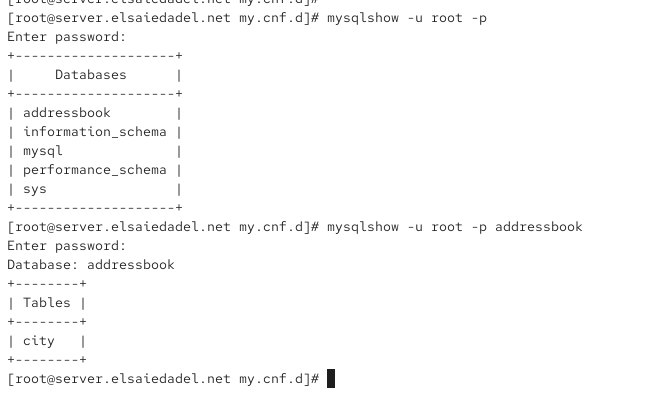 [root@server.elsaiedadel.net my.cnf.d]#
[root@server.elsaiedadel.net my.cnf.d]# mysqlshow -u root -p
Enter password:
+--------------------+
|     Databases      |
+--------------------+
| addressbook        |
| information_schema |
| mysql              |
| performance_schema |
| sys                |
+--------------------+
[root@server.elsaiedadel.net my.cnf.d]# mysqlshow -u root -p addressbook
Enter password:
Database: addressbook
+--------+
| Tables |
+--------+
| city   |
+--------+
[root@server.elsaiedadel.net my.cnf.d]#